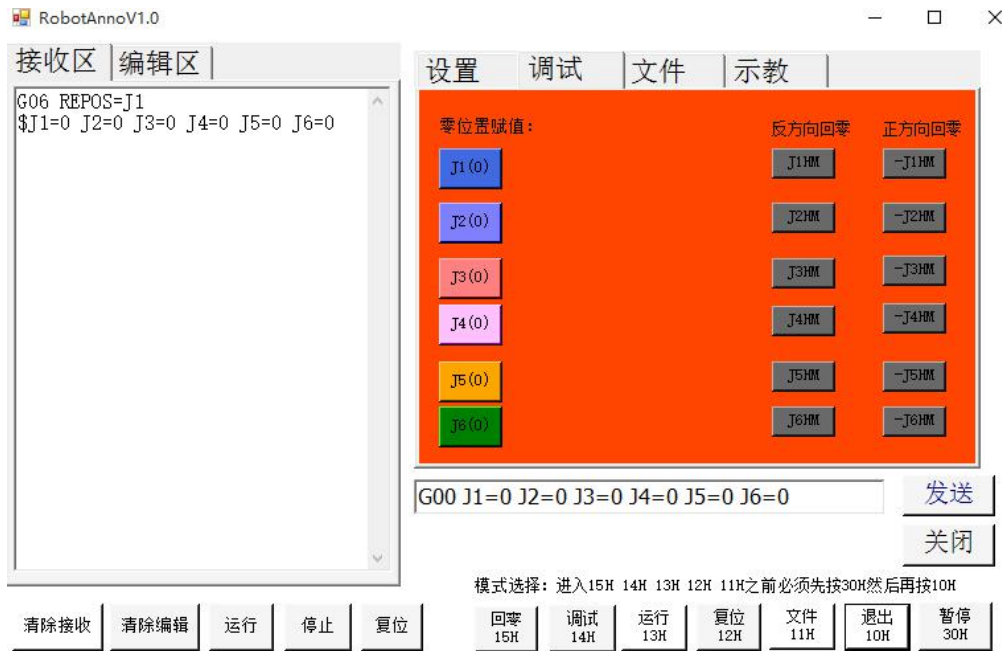 RobotAnnoV1.0
接收区 编辑区
G06 REPOS=J1
$J1=0 J2=0 J3=0 J4=0 J5=0 J6=0
设置 调试 文件 示教
零位置赋值: 反方向回零 正方向回零
J1(0) J1HM -J1HM
J2(0) J2HM -J2HM
J3(0) J3HM -J3HM
J4(0) J4HM -J4HM
J5(0) J5HM -J5HM
J6(0) J6HM -J6HM
G00 J1=0 J2=0 J3=0 J4=0 J5=0 J6=0 发送
关闭
模式选择: 进入15H 14H 13H 12H 11H之前必须先按30H然后再按10H
清除接收 清除编辑 运行 停止 复位
回零 调试 运行 复位 文件 退出 暂停
15H 14H 13H 12H 11H 10H 30H